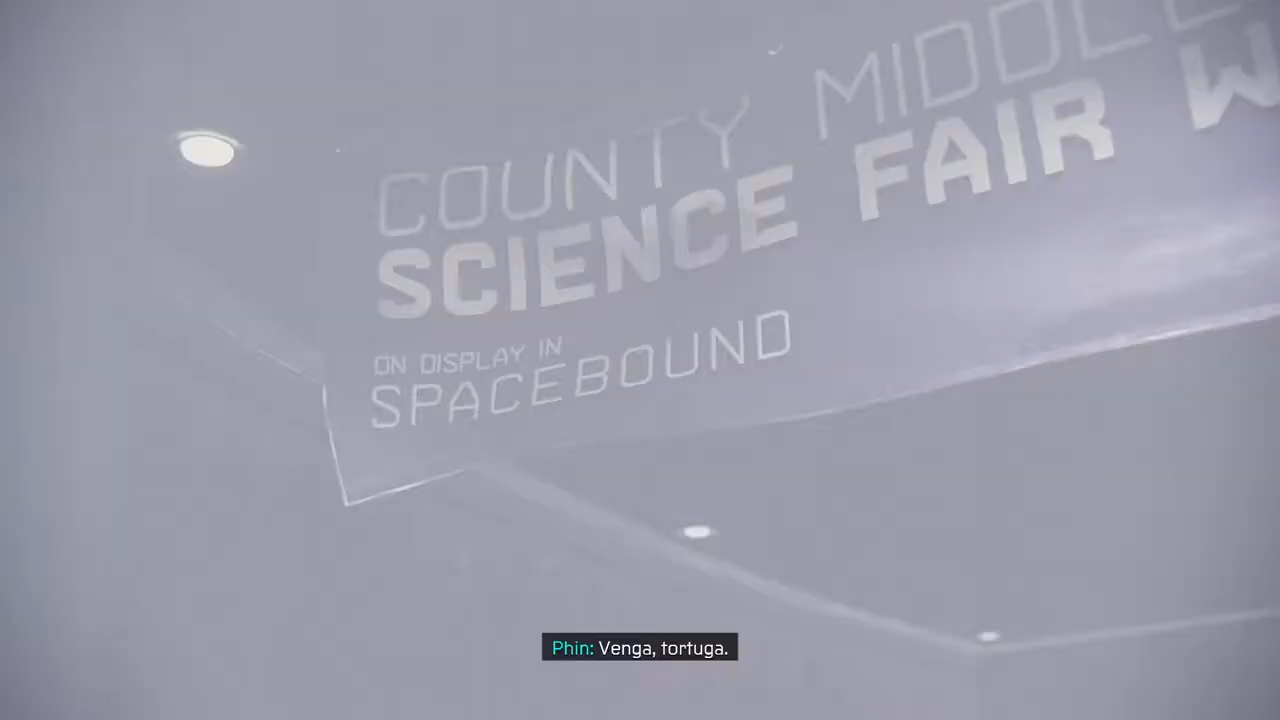 COUNTY MIDDLE
SCIENCE FAIR W
ON DISPLAY IN
SPACEBOUND
Phin: Venga, tortuga.